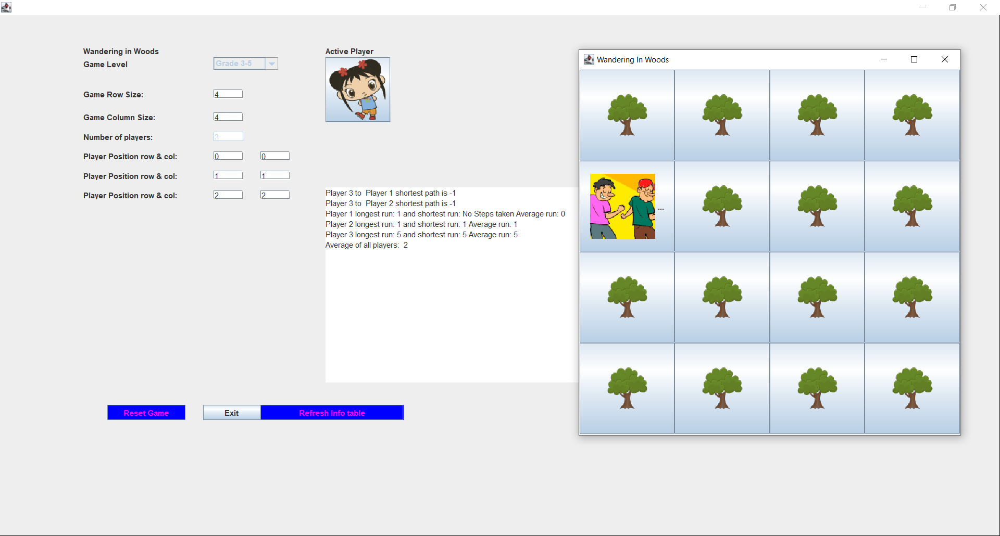 Wandering in Woods
Game Level
Grade 3-5
Game Row Size:
4
Game Column Size:
4
Number of players:
3
Player Position row & col:
0 0
Player Position row & col:
1 1
Player Position row & col:
2 2
Active Player
Player 3 to  Player 1 shortest path is -1
Player 3 to  Player 2 shortest path is -1
Player 1 longest run: 1 and shortest run: No Steps taken Average run: 0
Player 2 longest run: 1 and shortest run: 1 Average run: 1
Player 3 longest run: 5 and shortest run: 5 Average run: 5
Average of all players:  2
Reset Game
Exit
Refresh Info table
Wandering In Woods
...